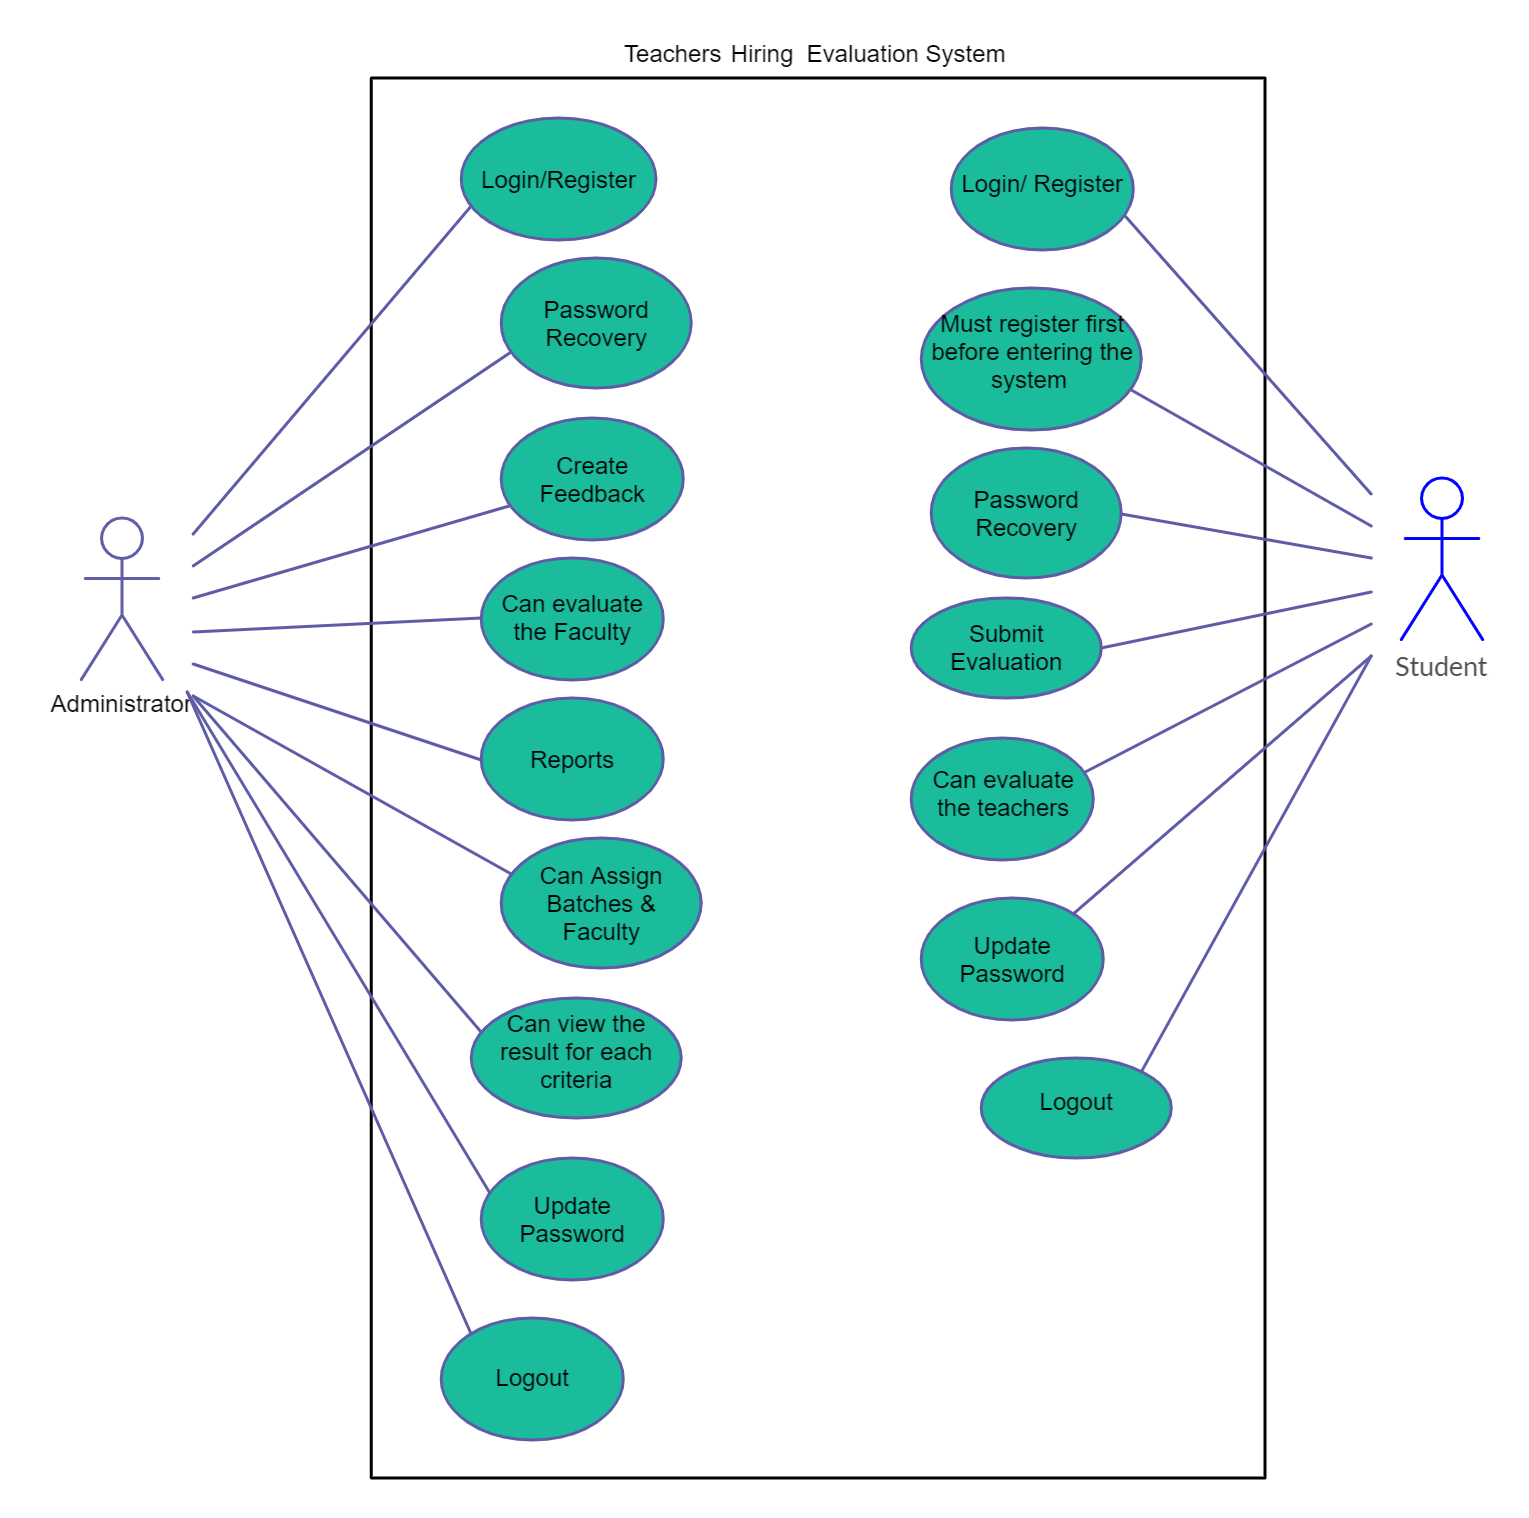 Teachers Hiring Evaluation System
Login/Register
Password
Recovery
Create
Feedback
Can evaluate
the Faculty
Reports
Can Assign
Batches &
Faculty
Can view the
result for each
criteria
Update
Password
Logout
Administrator
Login/ Register
Must register first
before entering the
system
Password
Recovery
Submit
Evaluation
Can evaluate
the teachers
Update
Password
Logout
Student